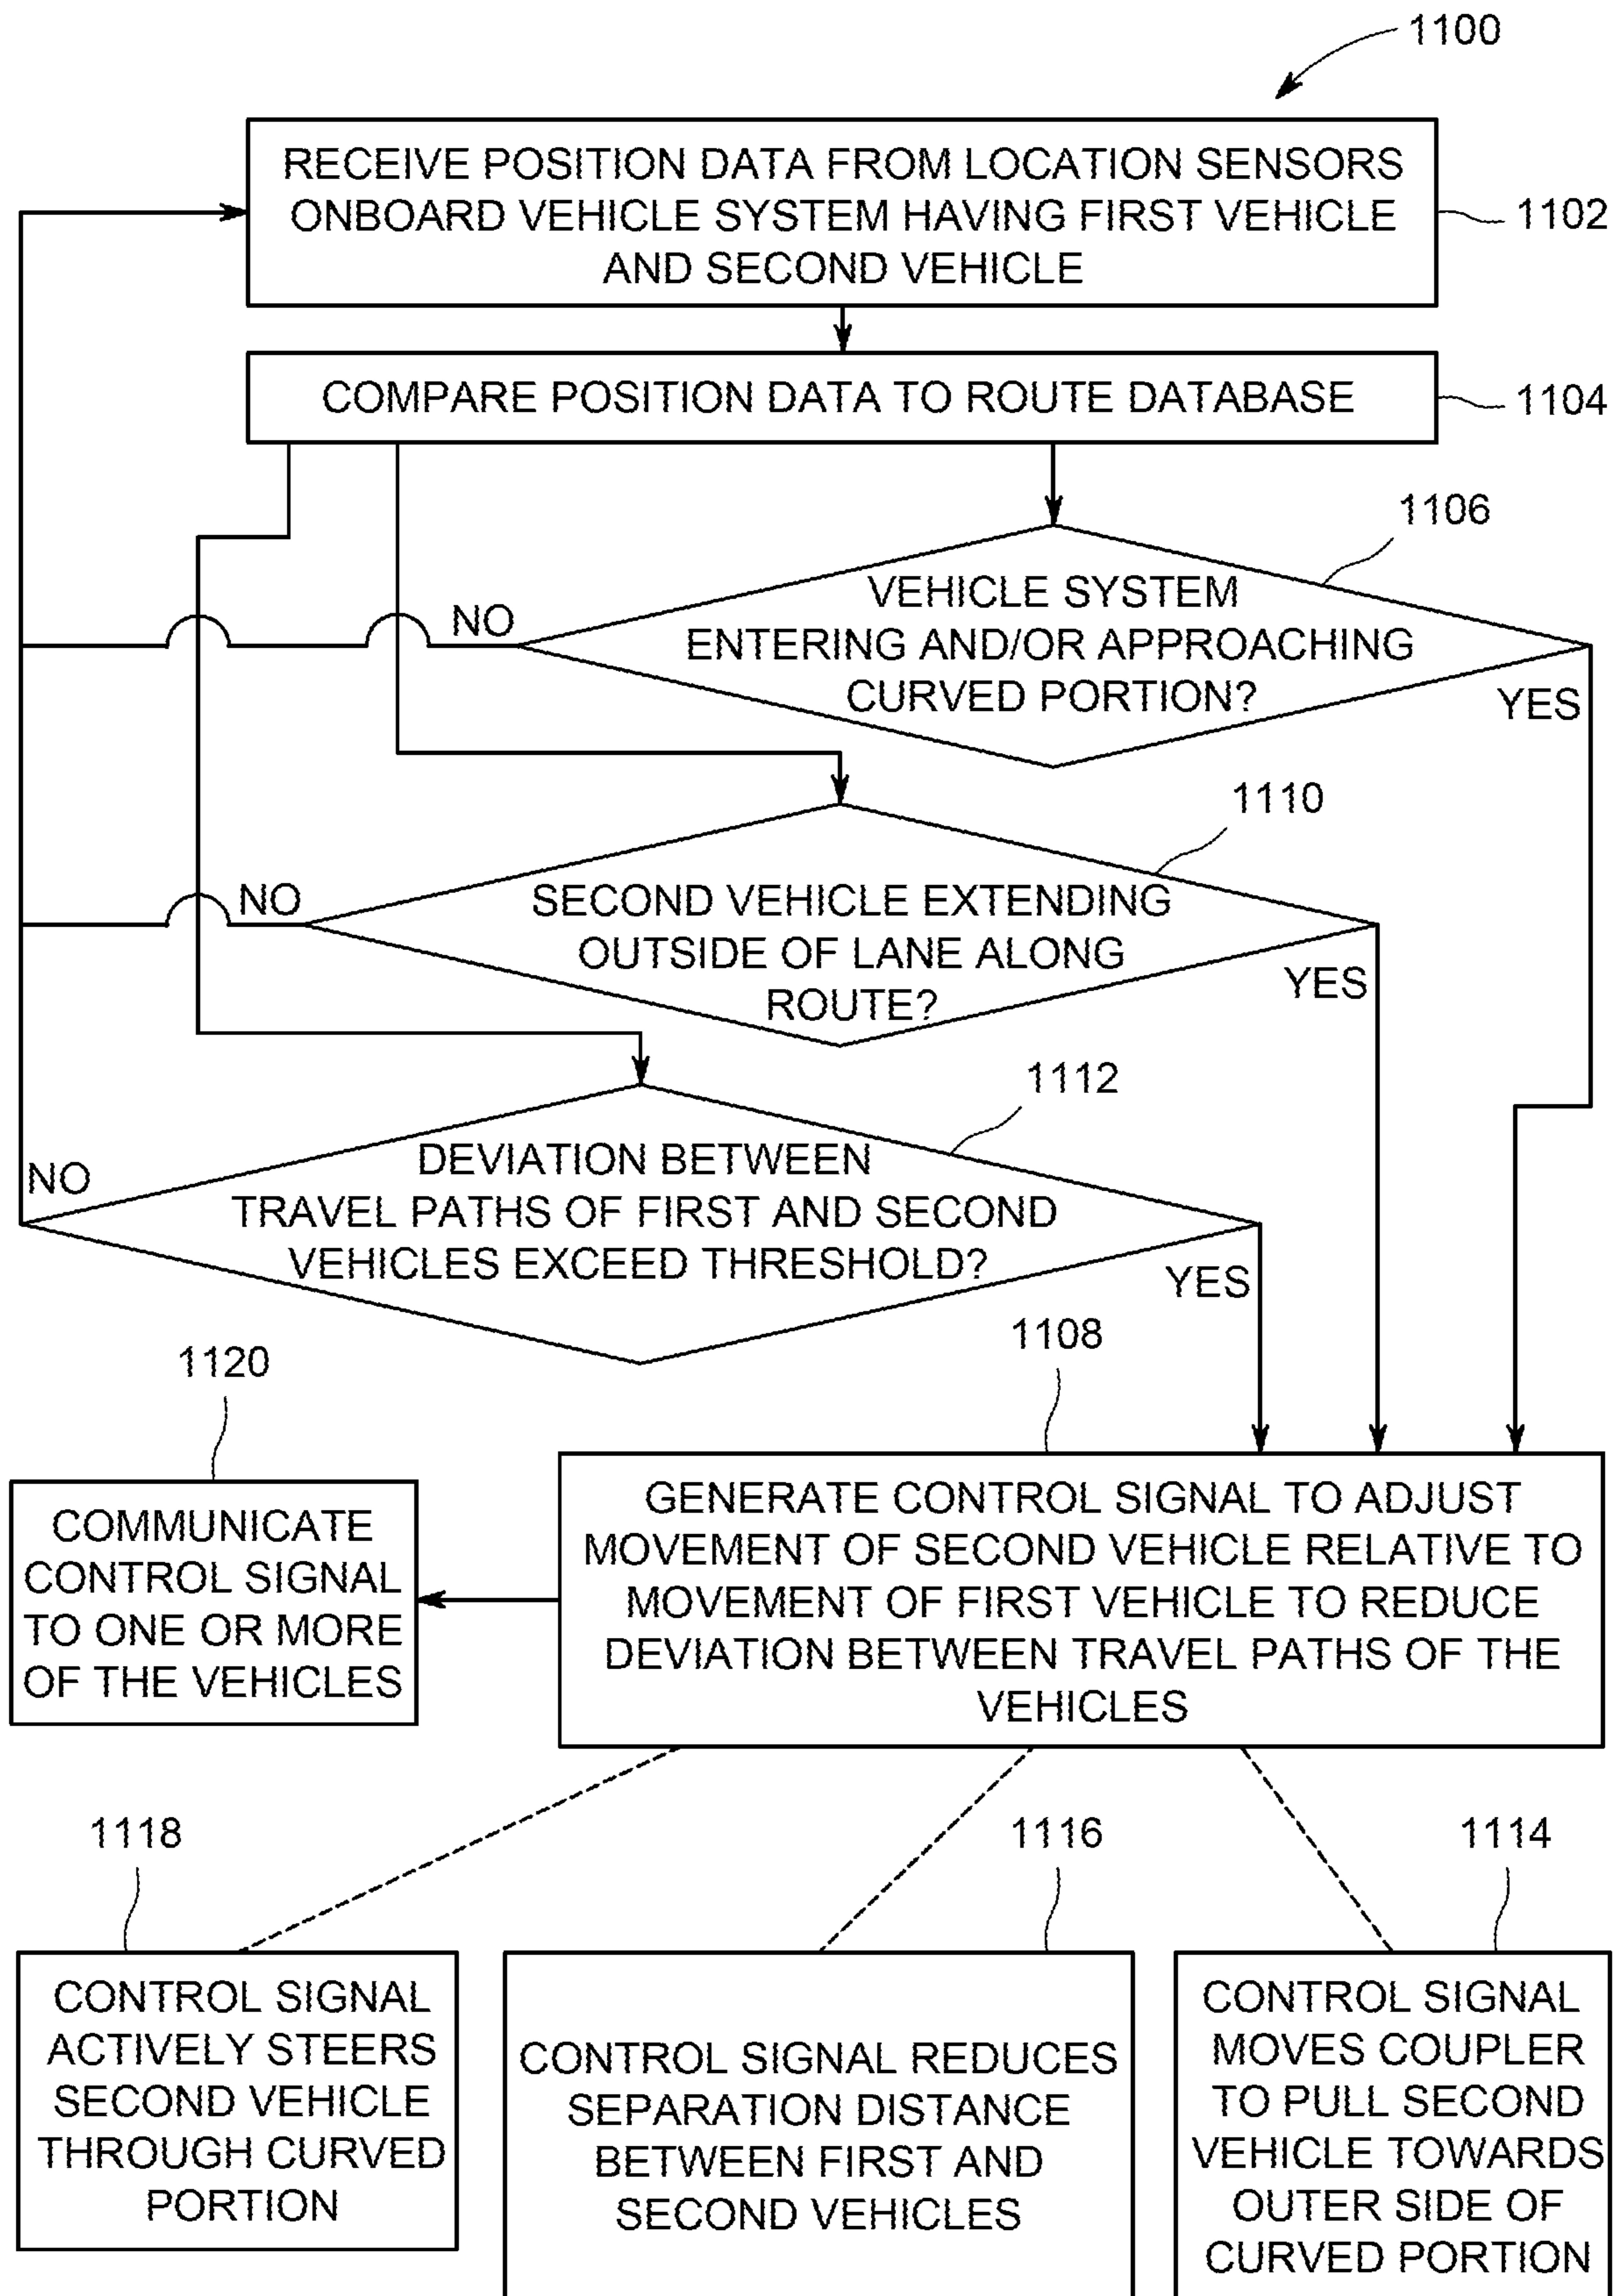 1100
RECEIVE POSITION DATA FROM LOCATION SENSORS
ONBOARD VEHICLE SYSTEM HAVING FIRST VEHICLE
AND SECOND VEHICLE
1102
COMPARE POSITION DATA TO ROUTE DATABASE
1104
1106
VEHICLE SYSTEM
ENTERING AND/OR APPROACHING
CURVED PORTION?
NO
YES
1110
SECOND VEHICLE EXTENDING
OUTSIDE OF LANE ALONG
ROUTE?
NO
YES
1112
DEVIATION BETWEEN
TRAVEL PATHS OF FIRST AND SECOND
VEHICLES EXCEED THRESHOLD?
NO
YES
1108
GENERATE CONTROL SIGNAL TO ADJUST
MOVEMENT OF SECOND VEHICLE RELATIVE TO
MOVEMENT OF FIRST VEHICLE TO REDUCE
DEVIATION BETWEEN TRAVEL PATHS OF THE
VEHICLES
1120
COMMUNICATE
CONTROL SIGNAL
TO ONE OR MORE
OF THE VEHICLES
1118
CONTROL SIGNAL
ACTIVELY STEERS
SECOND VEHICLE
THROUGH CURVED
PORTION
1116
CONTROL SIGNAL REDUCES
SEPARATION DISTANCE
BETWEEN FIRST AND
SECOND VEHICLES
1114
CONTROL SIGNAL
MOVES COUPLER
TO PULL SECOND
VEHICLE TOWARDS
OUTER SIDE OF
CURVED PORTION